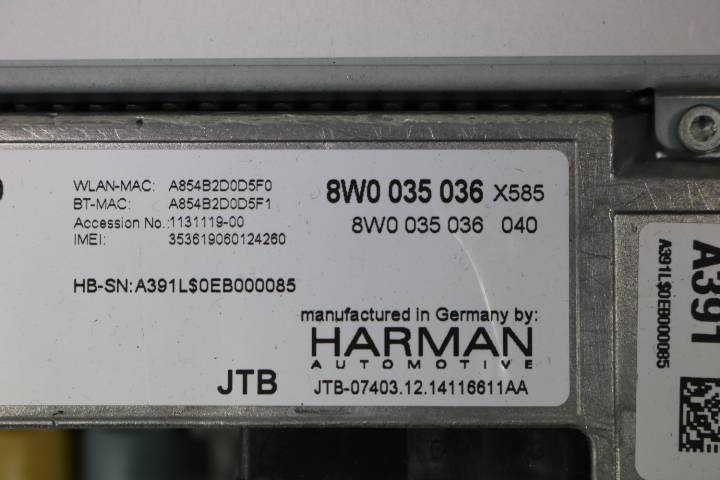 WLAN-MAC: A854B2D0D5F0
BT-MAC: A854B2D0D5F1
Accession No.:1131119-00
IMEI: 353619060124260
HB-SN:A391L$0EB000085
8W0 035 036 X585
8W0 035 036 040
manufactured in Germany by:
HARMAN
AUTOMOTIVE
JTB
JTB-07403.12.14116611AA
A391
A391L$0EB000085